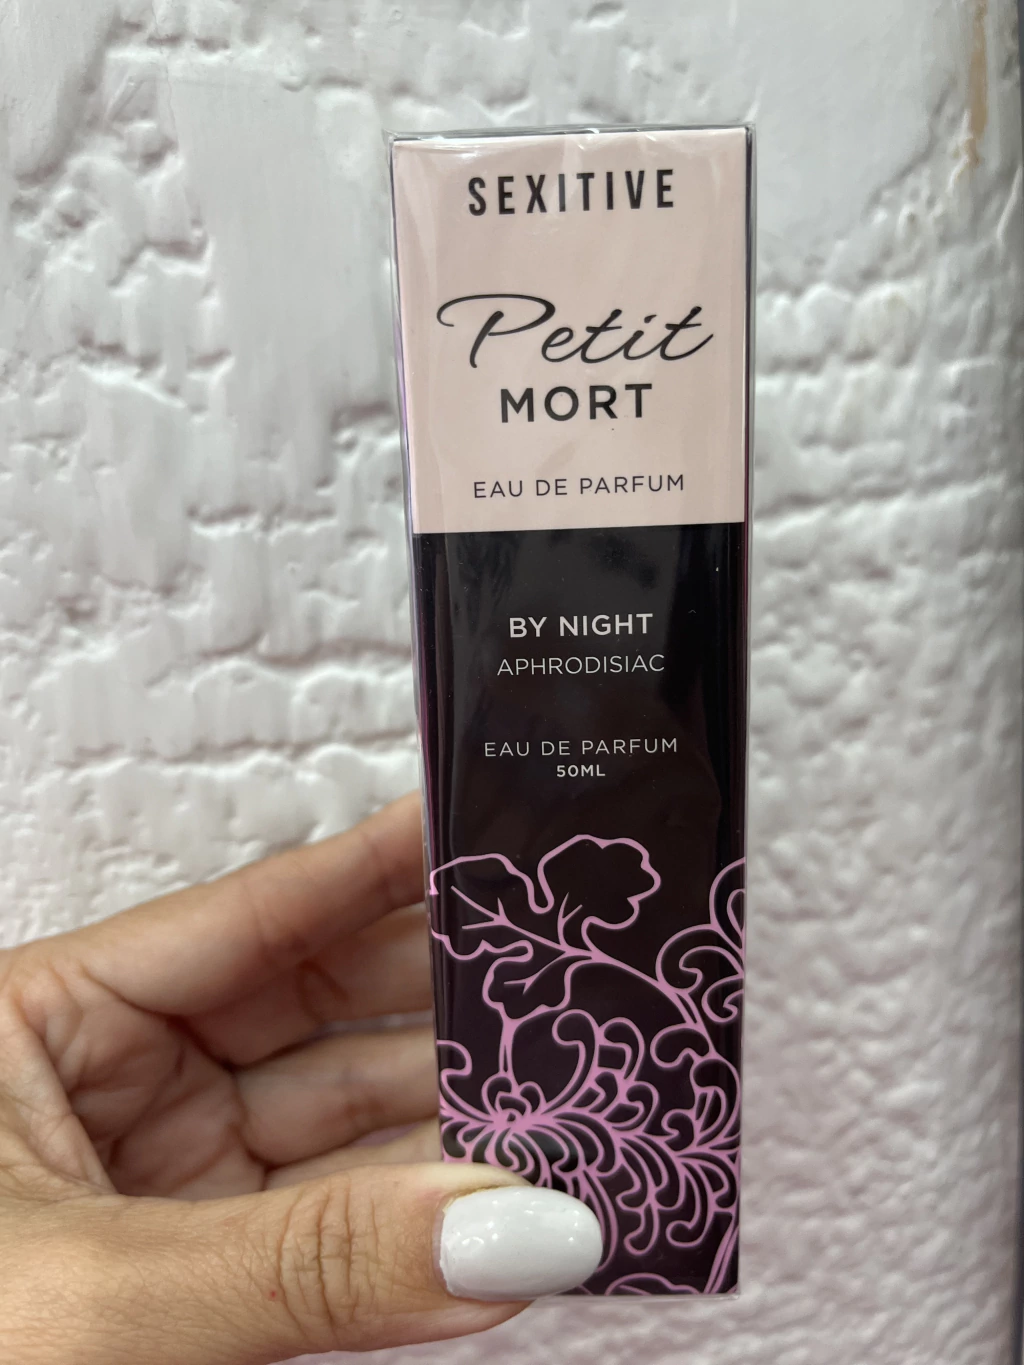 SEXITIVE
Petit
MORT
EAU DE PARFUM
BY NIGHT
APHRODISIAC
EAU DE PARFUM
50ML